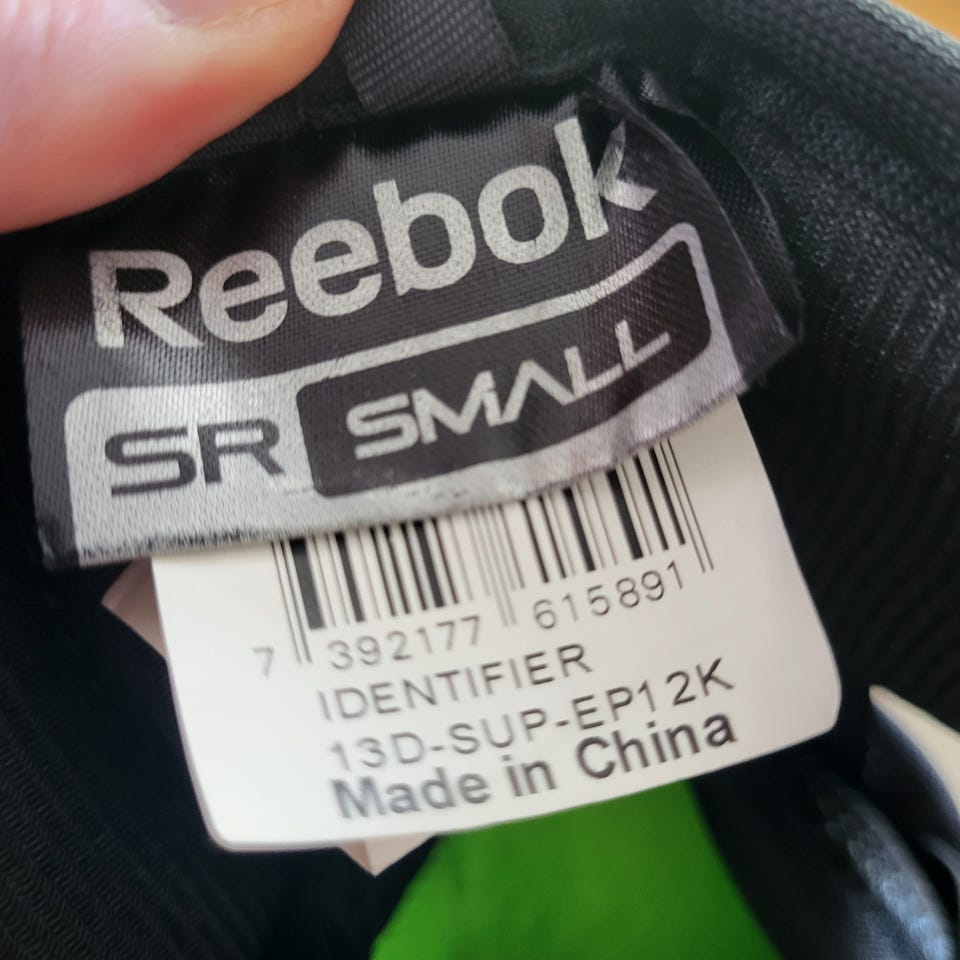 Reebok
SR SMALL
7 392177 615891
IDENTIFIER
13D-SUP-EP12K
Made in China